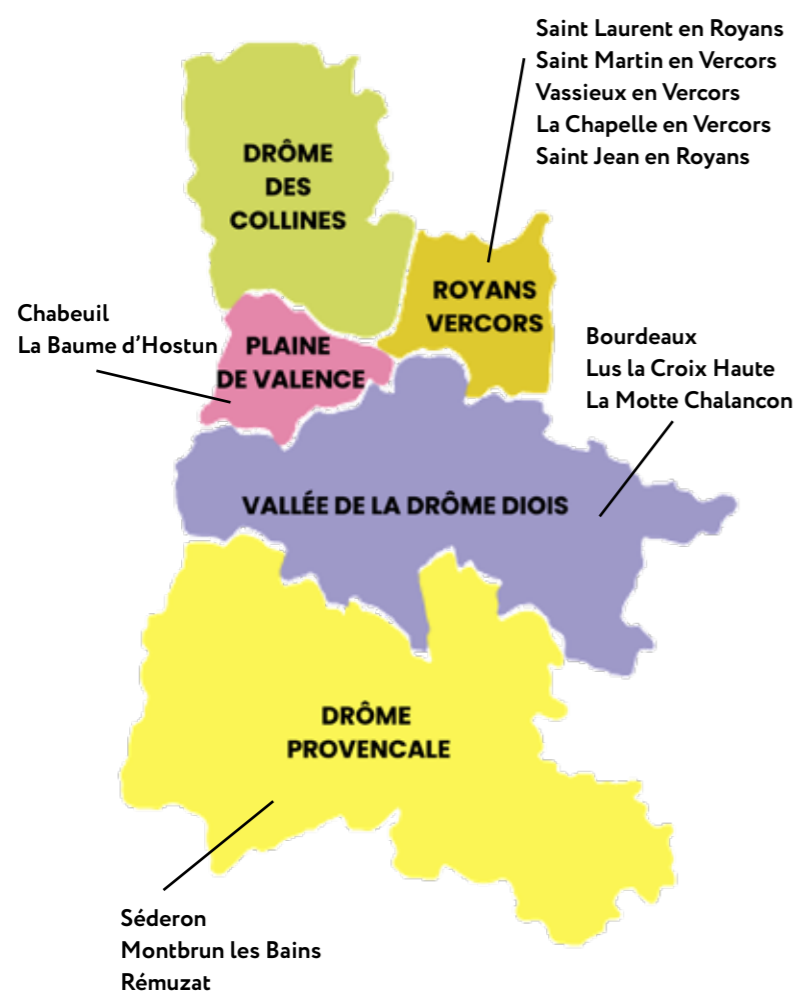 Saint Laurent en Royans
Saint Martin en Vercors
Vassieux en Vercors
La Chapelle en Vercors
Saint Jean en Royans
DRÔME
DES
COLLINES
ROYANS
VERCORS
Chabeuil
La Baume d'Hostun
PLAINE
DE VALENCE
Bourdeaux
Lus la Croix Haute
La Motte Chalancon
VALLÉE DE LA DRÔME DIOIS
DRÔME
PROVENCALE
Séderon
Montbrun les Bains
Rémuzat